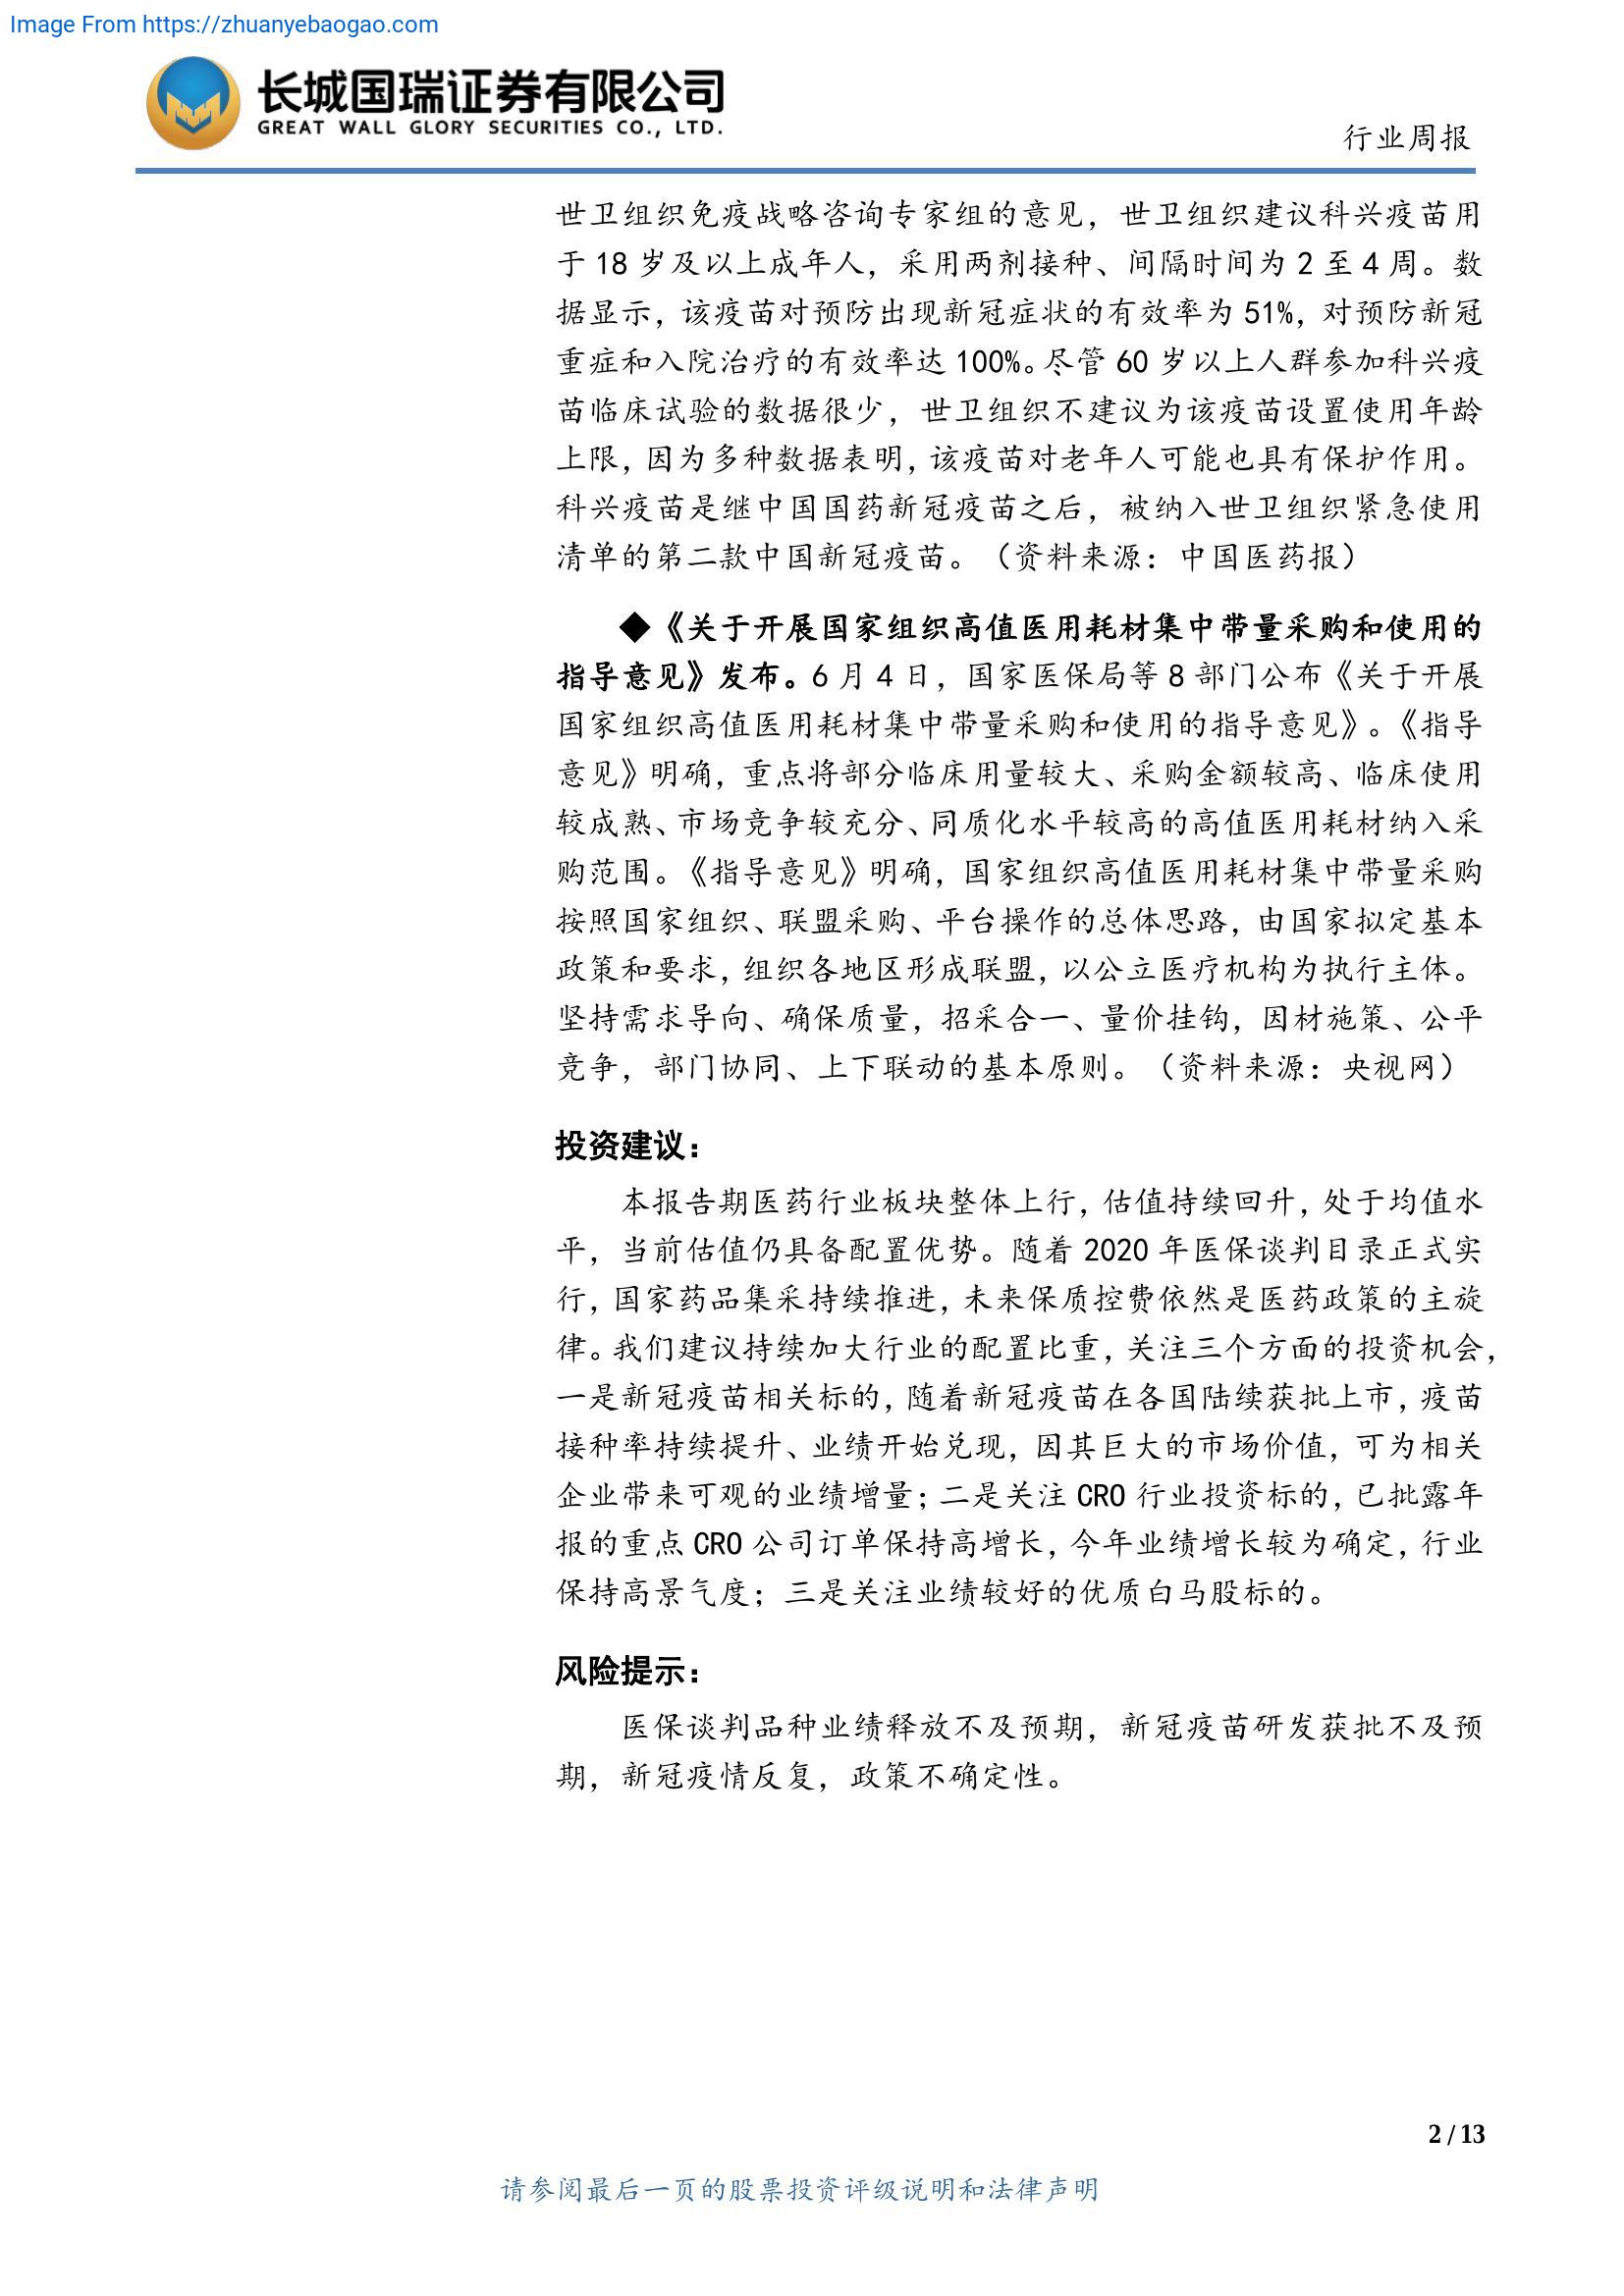 Image From https://zhuanyebaogao.com
长城国瑞证券有限公司
GREAT WALL GLORY SECURITIES CO., LTD.
行业周报
世卫组织免疫战略咨询专家组的意见，世卫组织建议科兴疫苗用
于 18 岁及以上成年人，采用两剂接种、间隔时间为 2 至 4 周。数
据显示，该疫苗对预防出现新冠症状的有效率为 51%，对预防新冠
重症和入院治疗的有效率达 100%。尽管 60 岁以上人群参加科兴疫
苗临床试验的数据很少，世卫组织不建议为该疫苗设置使用年龄
上限，因为多种数据表明，该疫苗对老年人可能也具有保护作用。
科兴疫苗是继中国国药新冠疫苗之后，被纳入世卫组织紧急使用
清单的第二款中国新冠疫苗。（资料来源：中国医药报）
◆《关于开展国家组织高值医用耗材集中带量采购和使用的
指导意见》发布。6 月 4 日，国家医保局等 8 部门公布《关于开展
国家组织高值医用耗材集中带量采购和使用的指导意见》。《指导
意见》明确，重点将部分临床用量较大、采购金额较高、临床使用
较成熟、市场竞争较充分、同质化水平较高的高值医用耗材纳入采
购范围。《指导意见》明确，国家组织高值医用耗材集中带量采购
按照国家组织、联盟采购、平台操作的总体思路，由国家拟定基本
政策和要求，组织各地区形成联盟，以公立医疗机构为执行主体。
坚持需求导向、确保质量，招采合一、量价挂钩，因材施策、公平
竞争，部门协同、上下联动的基本原则。（资料来源：央视网）
投资建议：
本报告期医药行业板块整体上行，估值持续回升，处于均值水
平，当前估值仍具备配置优势。随着 2020 年医保谈判目录正式实
行，国家药品集采持续推进，未来保质控费依然是医药政策的主旋
律。我们建议持续加大行业的配置比重，关注三个方面的投资机会，
一是新冠疫苗相关标的，随着新冠疫苗在各国陆续获批上市，疫苗
接种率持续提升、业绩开始兑现，因其巨大的市场价值，可为相关
企业带来可观的业绩增量；二是关注 CRO 行业投资标的，已批露年
报的重点 CRO 公司订单保持高增长，今年业绩增长较为确定，行业
保持高景气度；三是关注业绩较好的优质白马股标的。
风险提示：
医保谈判品种业绩释放不及预期，新冠疫苗研发获批不及预
期，新冠疫情反复，政策不确定性。
2 / 13
请参阅最后一页的股票投资评级说明和法律声明